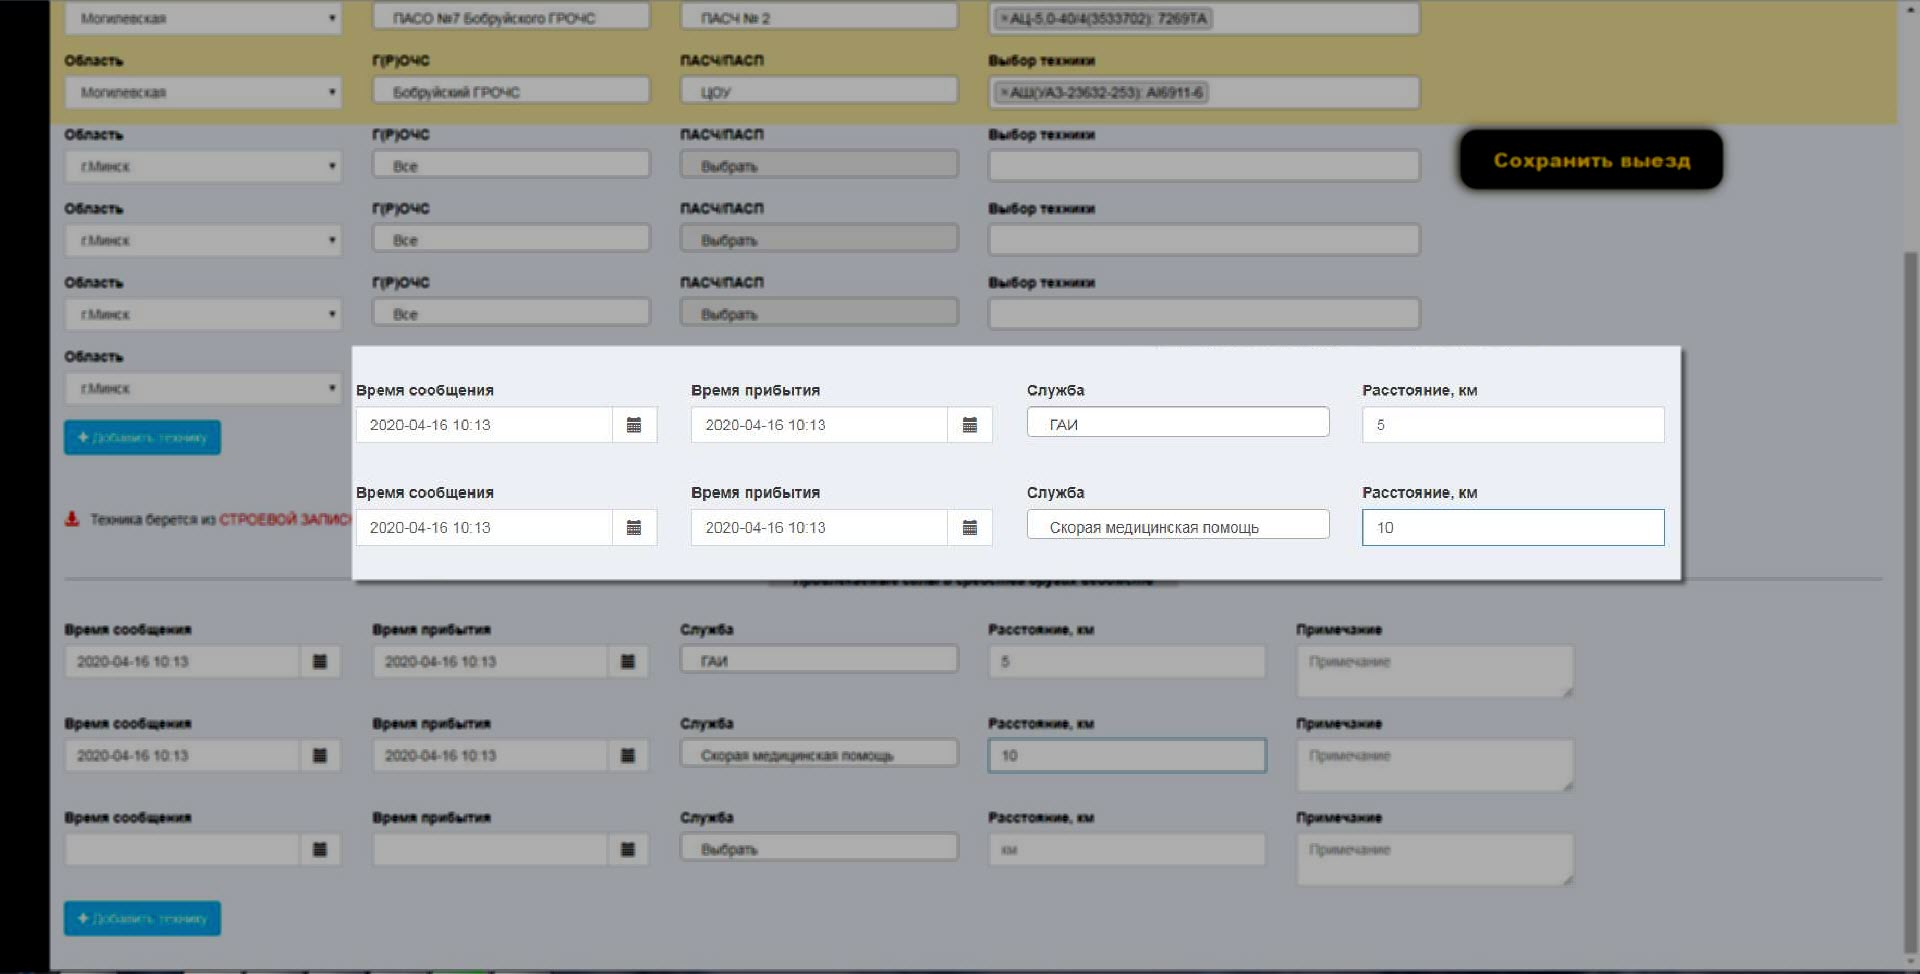 Могилевская ПАСО №7 Бобруйского ГРОЧС ПАСЧ № 2 ×АЦ-5,0-40/4(3533702): 7269ТА
Область Г(Р)ОЧС ПАСЧ/ПАСП Выбор техники
Могилевская Бобруйский ГРОЧС ЦОУ ×АШ(УАЗ-23632-253): AI6911-6
Область Г(Р)ОЧС ПАСЧ/ПАСП Выбор техники
г.Минск Все Выбрать
Сохранить выезд
Область Г(Р)ОЧС ПАСЧ/ПАСП Выбор техники
г.Минск Все Выбрать
Область Г(Р)ОЧС ПАСЧ/ПАСП Выбор техники
г.Минск Все Выбрать
Область
г.Минск
+ Добавить технику
Техника берется из СТРОЕВОЙ ЗАПИС
Время сообщения Время прибытия Служба Расстояние, км
2020-04-16 10:13 2020-04-16 10:13 ГАИ 5
Время сообщения Время прибытия Служба Расстояние, км
2020-04-16 10:13 2020-04-16 10:13 Скорая медицинская помощь 10
Время сообщения Время прибытия Служба Расстояние, км Примечание
2020-04-16 10:13 2020-04-16 10:13 ГАИ 5 Примечание
Время сообщения Время прибытия Служба Расстояние, км Примечание
2020-04-16 10:13 2020-04-16 10:13 Скорая медицинская помощь 10 Примечание
Время сообщения Время прибытия Служба Расстояние, км Примечание
Выбрать км Примечание
+ Добавить технику